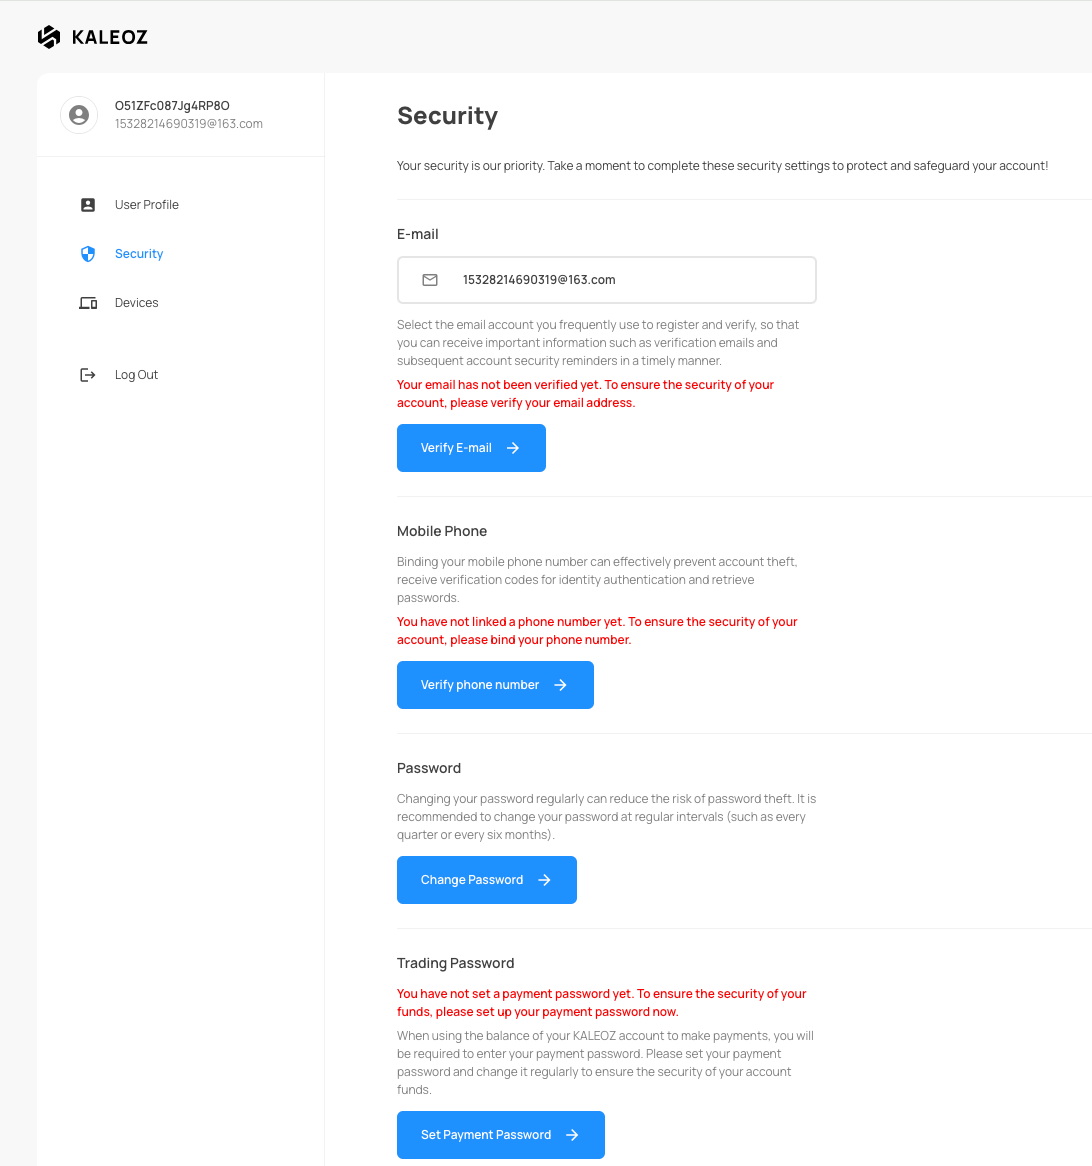 KALEOZ
O51ZFc087Jg4RP8O
15328214690319@163.com
User Profile
Security
Devices
Log Out
Security
Your security is our priority. Take a moment to complete these security settings to protect and safeguard your account!
E-mail
15328214690319@163.com
Select the email account you frequently use to register and verify, so that
you can receive important information such as verification emails and
subsequent account security reminders in a timely manner.
Your email has not been verified yet. To ensure the security of your
account, please verify your email address.
Verify E-mail
Mobile Phone
Binding your mobile phone number can effectively prevent account theft,
receive verification codes for identity authentication and retrieve
passwords.
You have not linked a phone number yet. To ensure the security of your
account, please bind your phone number.
Verify phone number
Password
Changing your password regularly can reduce the risk of password theft. It is
recommended to change your password at regular intervals (such as every
quarter or every six months).
Change Password
Trading Password
You have not set a payment password yet. To ensure the security of your
funds, please set up your payment password now.
When using the balance of your KALEOZ account to make payments, you will
be required to enter your payment password. Please set your payment
password and change it regularly to ensure the security of your account
funds.
Set Payment Password